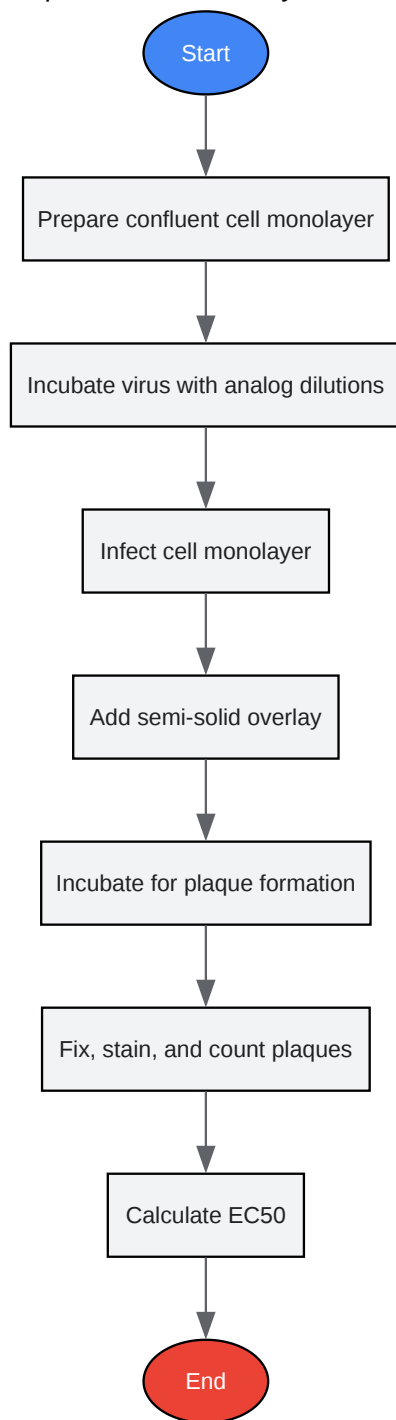 Start
Prepare confluent cell monolayer
Incubate virus with analog dilutions
Infect cell monolayer
Add semi-solid overlay
Incubate for plaque formation
Fix, stain, and count plaques
Calculate EC50
End